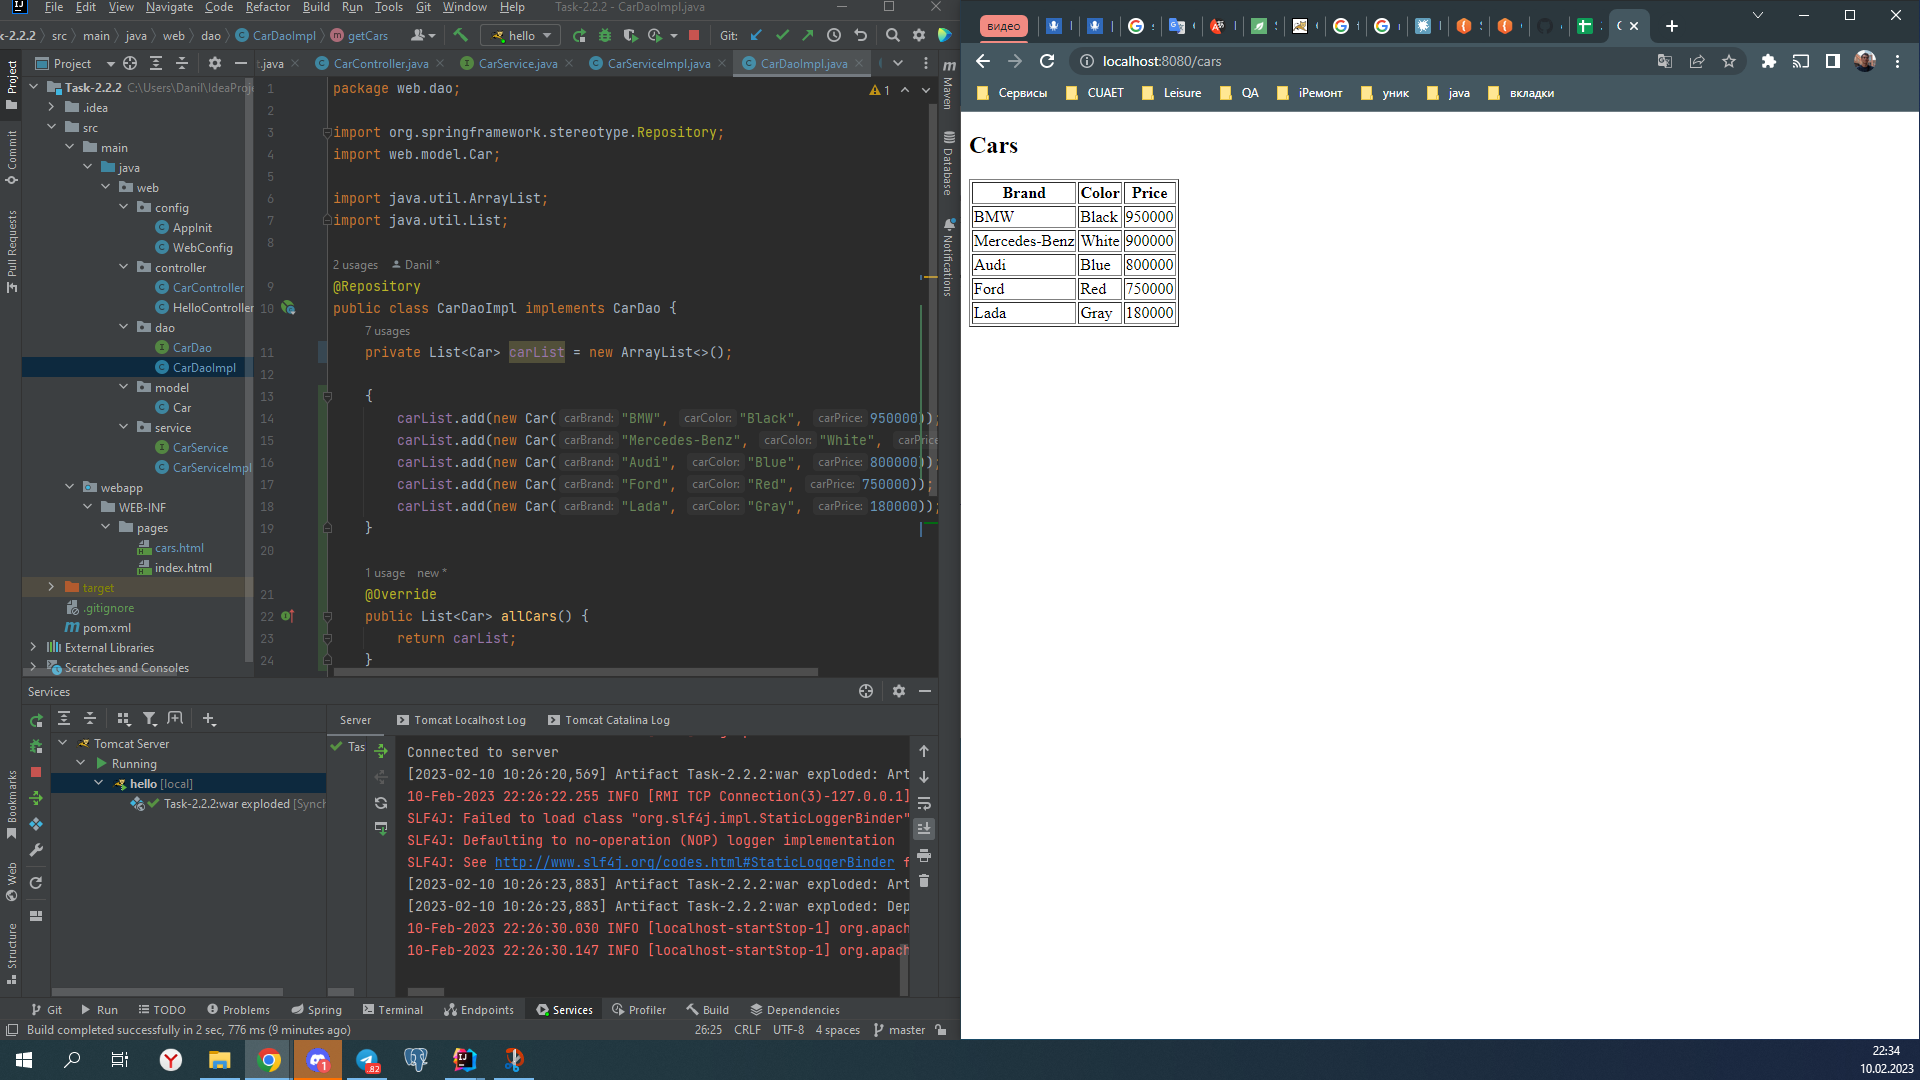 File Edit View Navigate Code Refactor Build Run Tools Git Window Help Task-2.2.2 - CarDaoImpl.java
k-2.2.2 src main java web dao CarDaoImpl getCars hello Git:
Project t.java CarController.java CarService.java CarServiceImpl.java CarDaoImpl.java
Project
Commit
Pull Requests
Bookmarks
Web
Structure
Task-2.2.2 C:\Users\Danil\IdeaProj
.idea
src
main
java
web
config
AppInit
WebConfig
controller
CarController
HelloController
dao
CarDao
CarDaoImpl
model
Car
service
CarService
CarServiceImpl
webapp
WEB-INF
pages
cars.html
index.html
target
.gitignore
pom.xml
External Libraries
Scratches and Consoles
1 package web.dao;
2
3 import org.springframework.stereotype.Repository;
4 import web.model.Car;
5
6 import java.util.ArrayList;
7 import java.util.List;
8
2 usages Danil *
9 @Repository
10 public class CarDaoImpl implements CarDao {
7 usages
11 private List<Car> carList = new ArrayList<>();
12
13 {
14 carList.add(new Car( carBrand: "BMW", carColor: "Black", carPrice: 950000));
15 carList.add(new Car( carBrand: "Mercedes-Benz", carColor: "White", carPrice
16 carList.add(new Car( carBrand: "Audi", carColor: "Blue", carPrice: 800000));
17 carList.add(new Car( carBrand: "Ford", carColor: "Red", carPrice: 750000));
18 carList.add(new Car( carBrand: "Lada", carColor: "Gray", carPrice: 180000));
19 }
20
1 usage new *
21 @Override
22 public List<Car> allCars() {
23 return carList;
24 }
1
Maven
Database
Notifications
Services
Server Tomcat Localhost Log Tomcat Catalina Log
Tomcat Server
Running
hello [local]
Task-2.2.2:war exploded [Synch
Tas
Connected to server
[2023-02-10 10:26:20,569] Artifact Task-2.2.2:war exploded: Art
10-Feb-2023 22:26:22.255 INFO [RMI TCP Connection(3)-127.0.0.1]
SLF4J: Failed to load class "org.slf4j.impl.StaticLoggerBinder"
SLF4J: Defaulting to no-operation (NOP) logger implementation
SLF4J: See http://www.slf4j.org/codes.html#StaticLoggerBinder f
[2023-02-10 10:26:23,883] Artifact Task-2.2.2:war exploded: Art
[2023-02-10 10:26:23,883] Artifact Task-2.2.2:war exploded: Dep
10-Feb-2023 22:26:30.030 INFO [localhost-startStop-1] org.apach
10-Feb-2023 22:26:30.147 INFO [localhost-startStop-1] org.apach
Git Run TODO Problems Spring Terminal Endpoints Services Profiler Build Dependencies
Build completed successfully in 2 sec, 776 ms (9 minutes ago) 26:25 CRLF UTF-8 4 spaces master
видео
localhost:8080/cars
Сервисы CUAET Leisure QA iРемонт уник java вкладки
Cars
Brand Color Price
BMW Black 950000
Mercedes-Benz White 900000
Audi Blue 800000
Ford Red 750000
Lada Gray 180000
1
82
22:34
10.02.2023